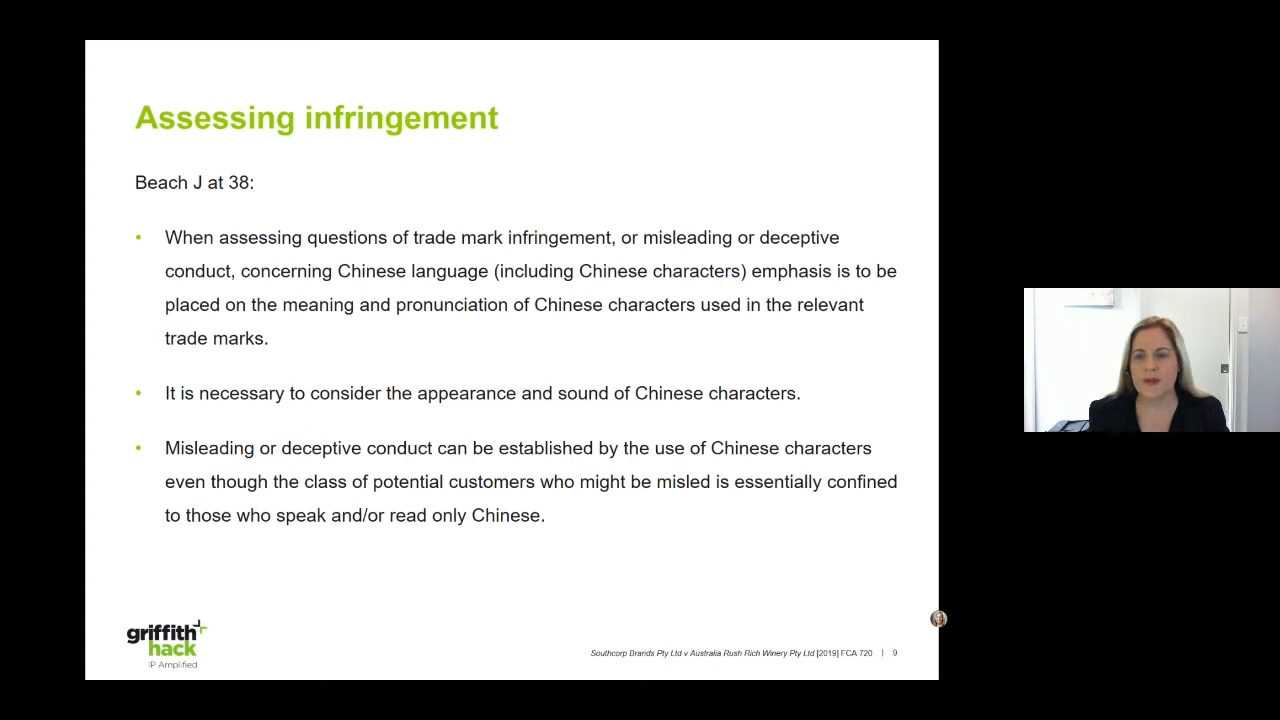 Assessing infringement
Beach J at 38:
• When assessing questions of trade mark infringement, or misleading or deceptive
conduct, concerning Chinese language (including Chinese characters) emphasis is to be
placed on the meaning and pronunciation of Chinese characters used in the relevant
trade marks.
• It is necessary to consider the appearance and sound of Chinese characters.
• Misleading or deceptive conduct can be established by the use of Chinese characters
even though the class of potential customers who might be misled is essentially confined
to those who speak and/or read only Chinese.
griffith
hack
IP Amplified
Southcorp Brands Pty Ltd v Australia Rush Rich Winery Pty Ltd [2019] FCA 720 | 9